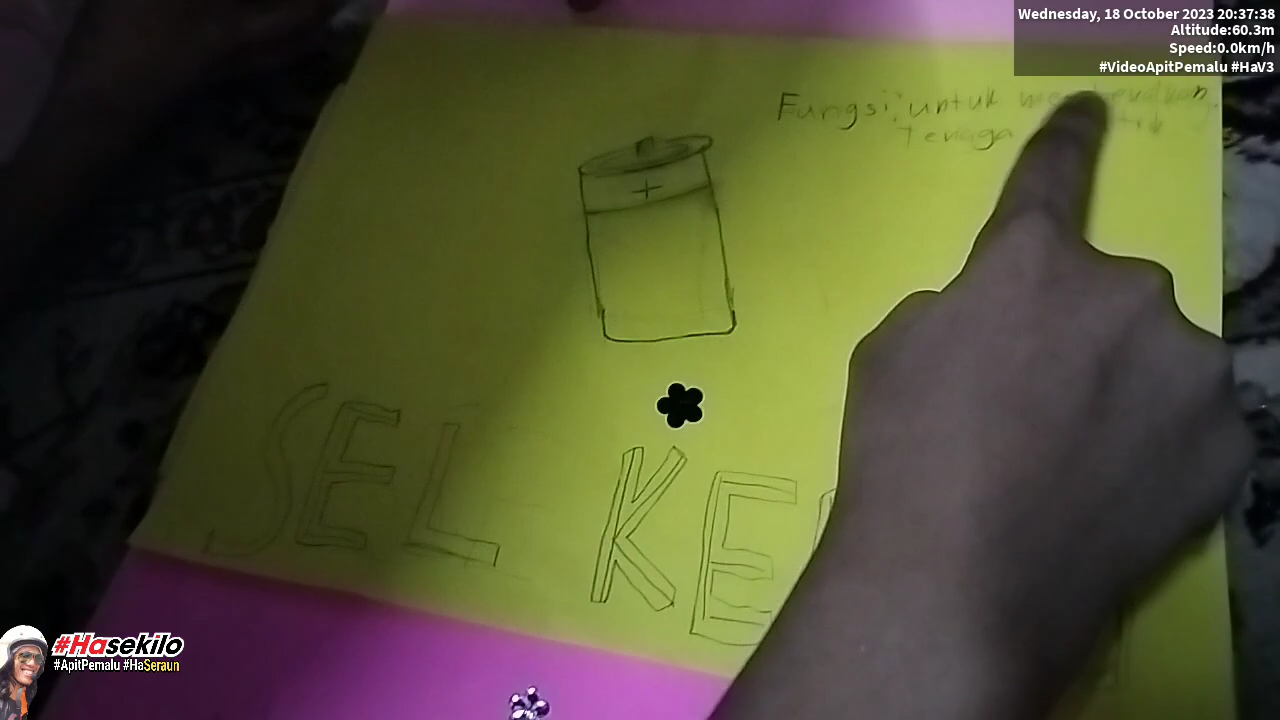 Wednesday, 18 October 2023 20:37:38
Altitude:60.3m
Speed:0.0km/h
#VideoApitPemalu #HaV3
Fungsi: untuk
Tenaga
+
SEL KE
#Hasekilo
#ApitPemalu #HaSeraun